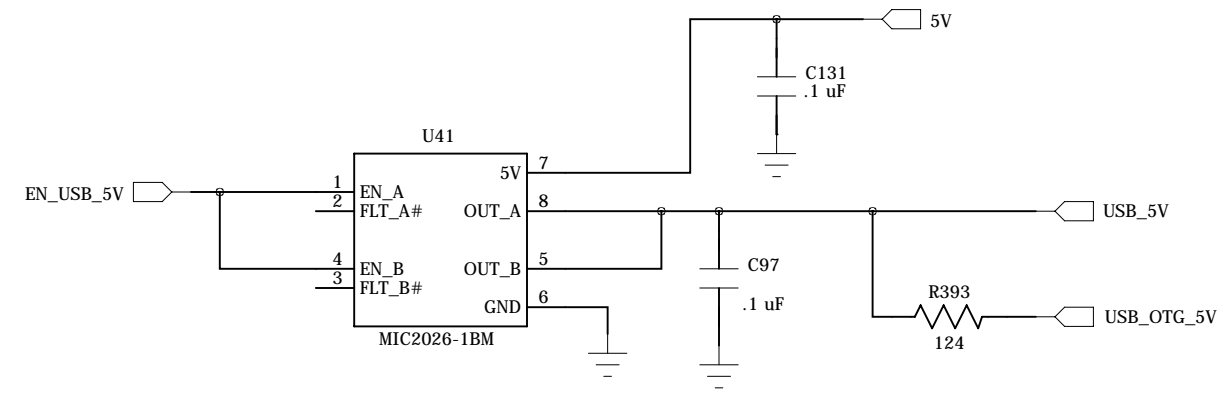 5V
C131
.1 uF
U41
7
5V
EN_USB_5V
1
EN_A
8
OUT_A
USB_5V
2
FLT_A#
4
EN_B
5
OUT_B
C97
3
FLT_B#
6
GND
.1 uF
R393
USB_OTG_5V
MIC2026-1BM
124